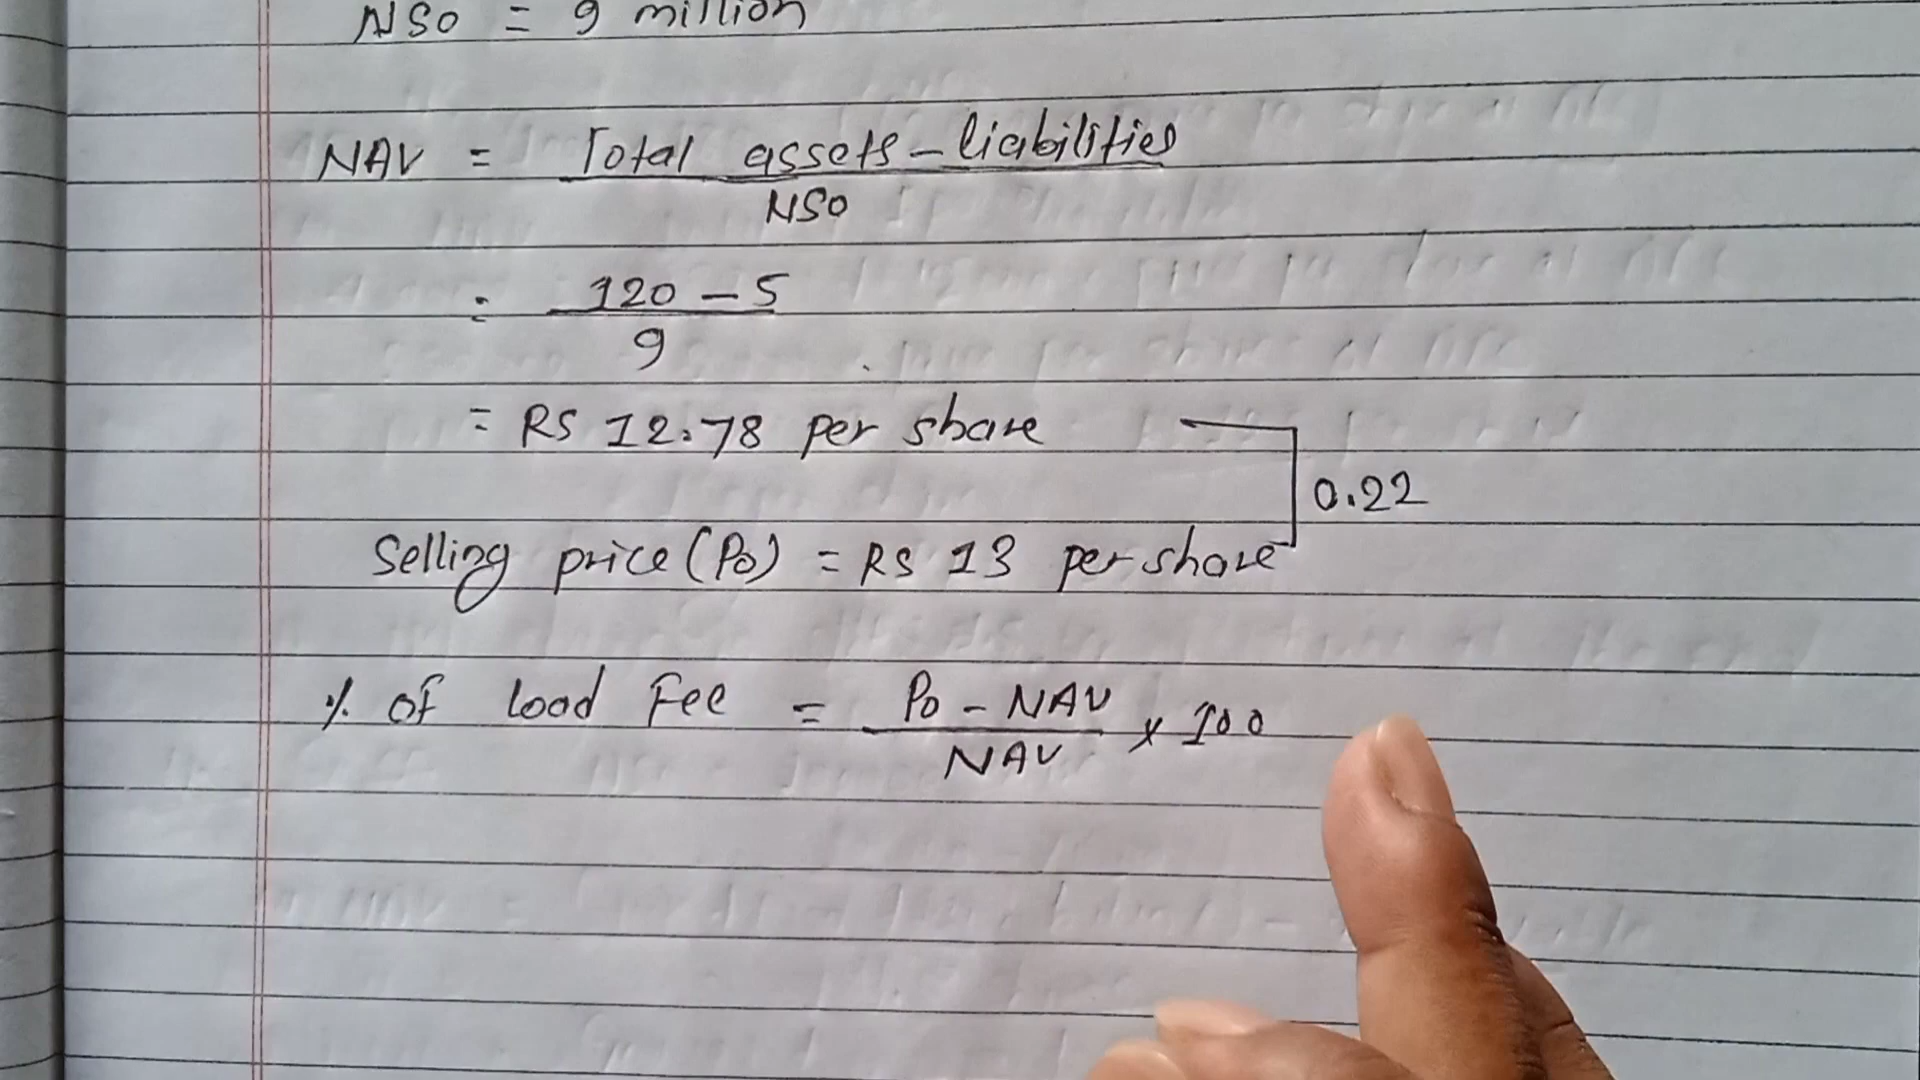 NSO = 9 million
NAV = Total assets - liabilities
NSO
= 120 - 5
9
= RS 12.78 per share
0.22
Selling price (Po) = RS 13 per share
% of load Fee = Po - NAV × 100
NAV